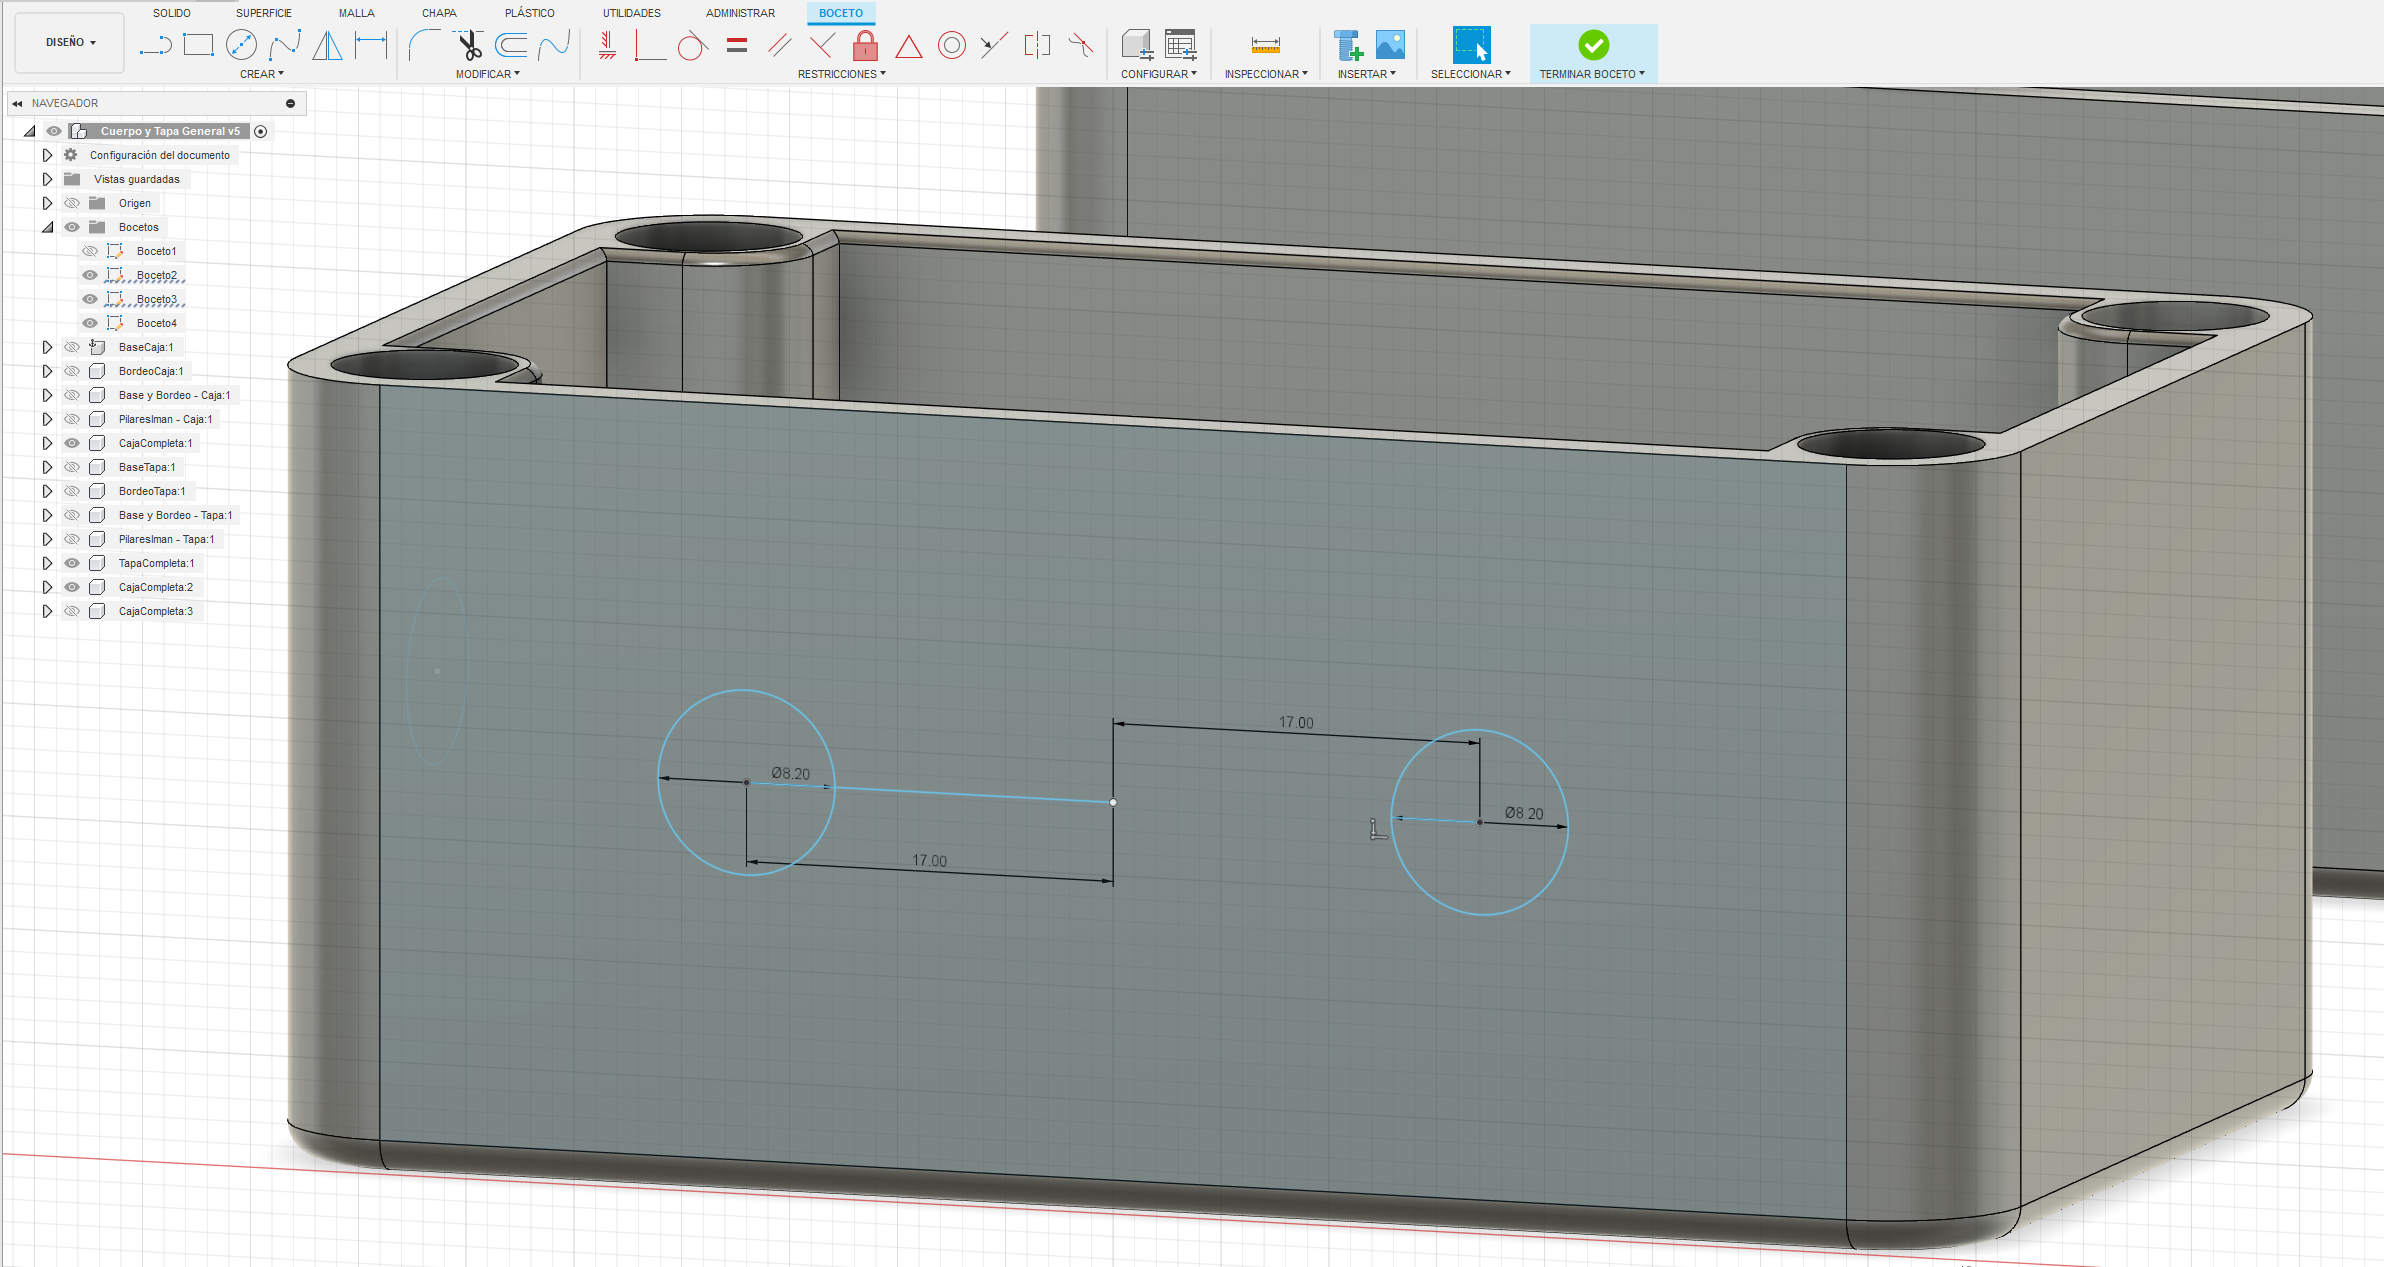 SOLIDO SUPERFICIE MALLA CHAPA PLÁSTICO UTILIDADES ADMINISTRAR BOCETO
DISEÑO
CREAR MODIFICAR RESTRICCIONES CONFIGURAR INSPECCIONAR INSERTAR SELECCIONAR TERMINAR BOCETO
NAVEGADOR
Cuerpo y Tapa General v5
Configuración del documento
Vistas guardadas
Origen
Bocetos
Boceto1
Boceto2
Boceto3
Boceto4
BaseCaja:1
BordeoCaja:1
Base y Bordeo - Caja:1
PilaresIman - Caja:1
CajaCompleta:1
BaseTapa:1
BordeoTapa:1
Base y Bordeo - Tapa:1
PilaresIman - Tapa:1
TapaCompleta:1
CajaCompleta:2
CajaCompleta:3
17.00
Ø8.20
Ø8.20
17.00